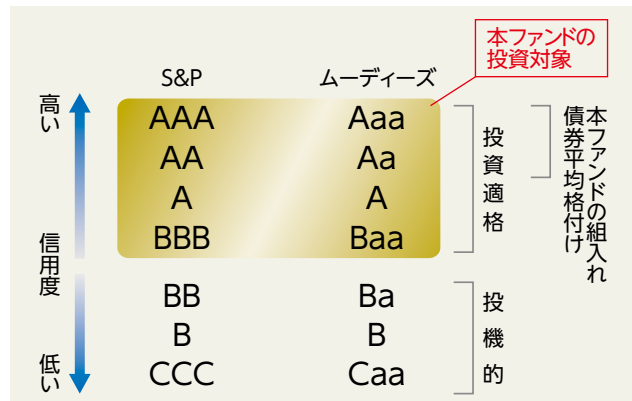 本ファンドの
投資対象
S&P
ムーディーズ
高い
信用度
低い
AAA
Aaa
AA
Aa
A
A
BBB
Baa
投資適格
本ファンドの組入れ
債券平均格付け
BB
Ba
B
B
CCC
Caa
投機的